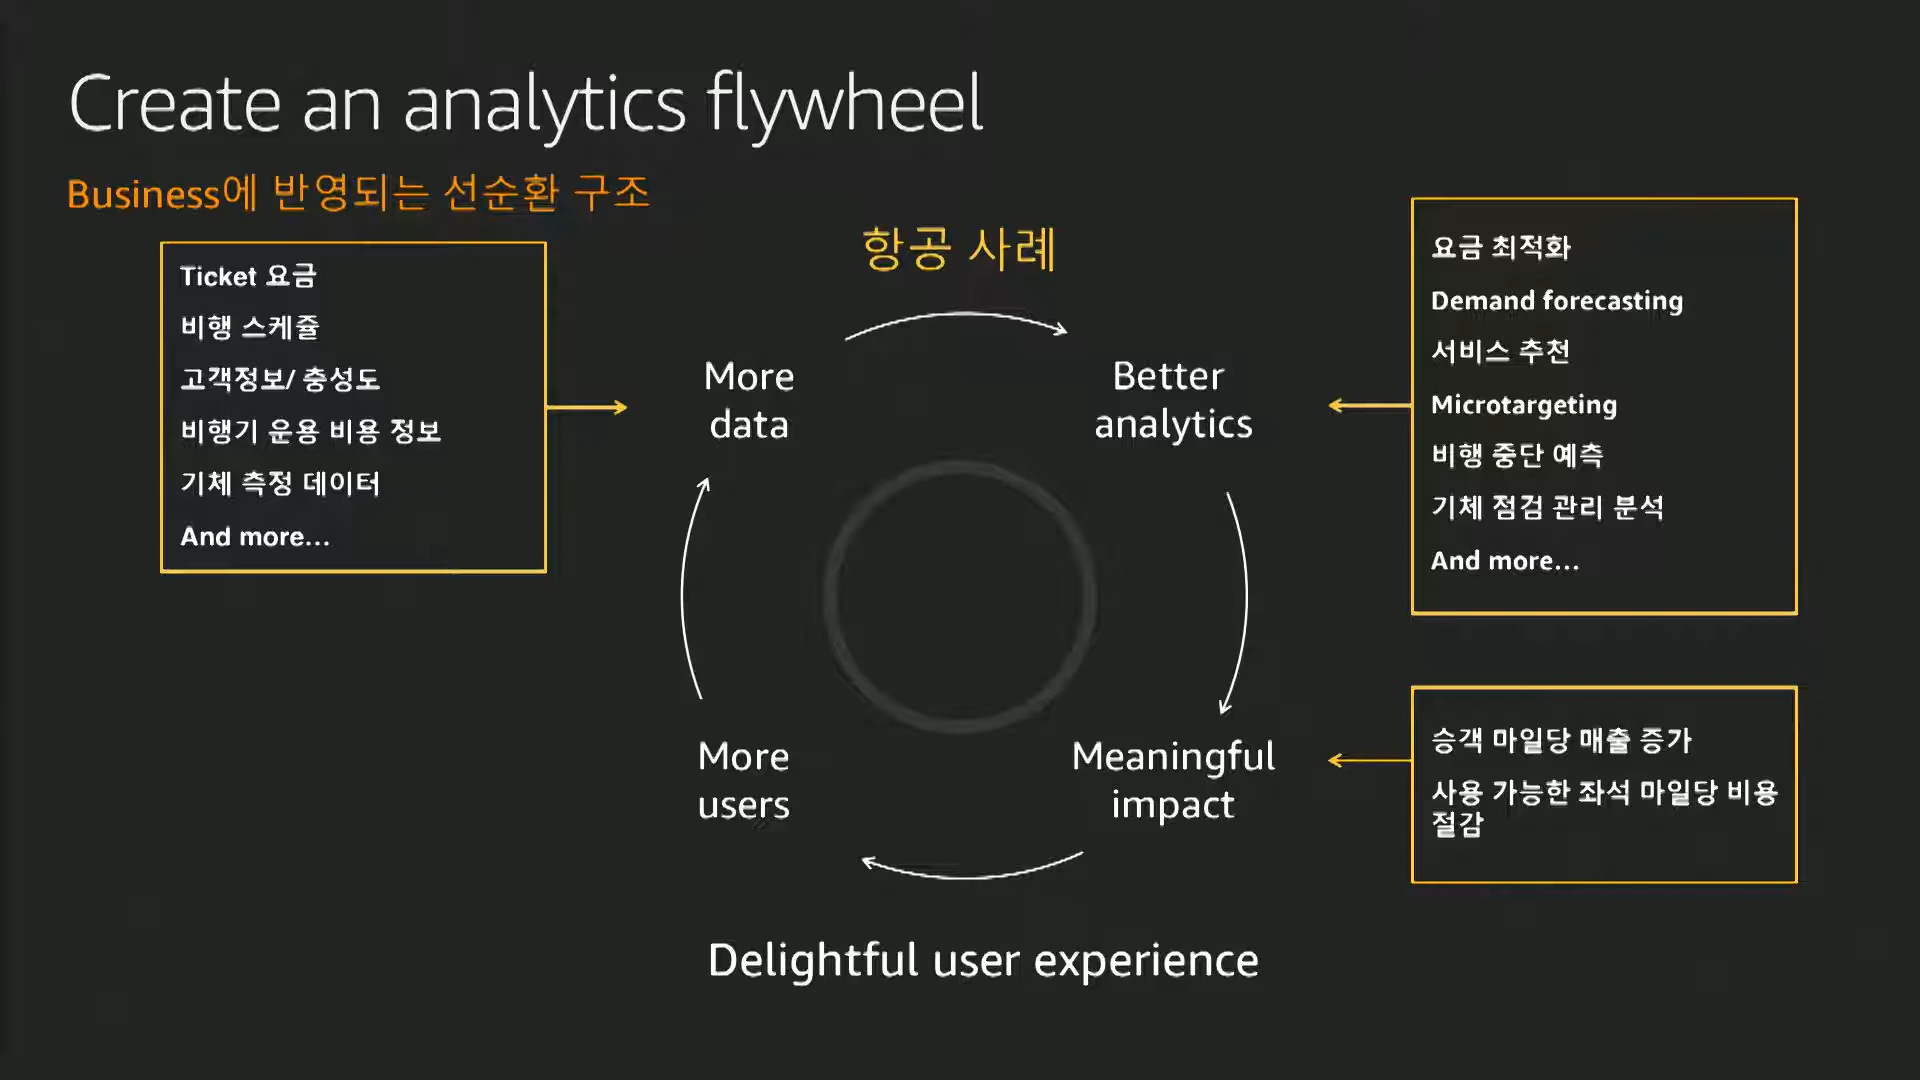 Create an analytics flywheel
Business에 반영되는 선순환 구조
항공 사례
Ticket 요금
비행 스케쥴
고객정보/ 충성도
비행기 운용 비용 정보
기체 측정 데이터
And more...
More
data
Better
analytics
요금 최적화
Demand forecasting
서비스 추천
Microtargeting
비행 중단 예측
기체 점검 관리 분석
And more...
More
users
Meaningful
impact
승객 마일당 매출 증가
사용 가능한 좌석 마일당 비용
절감
Delightful user experience